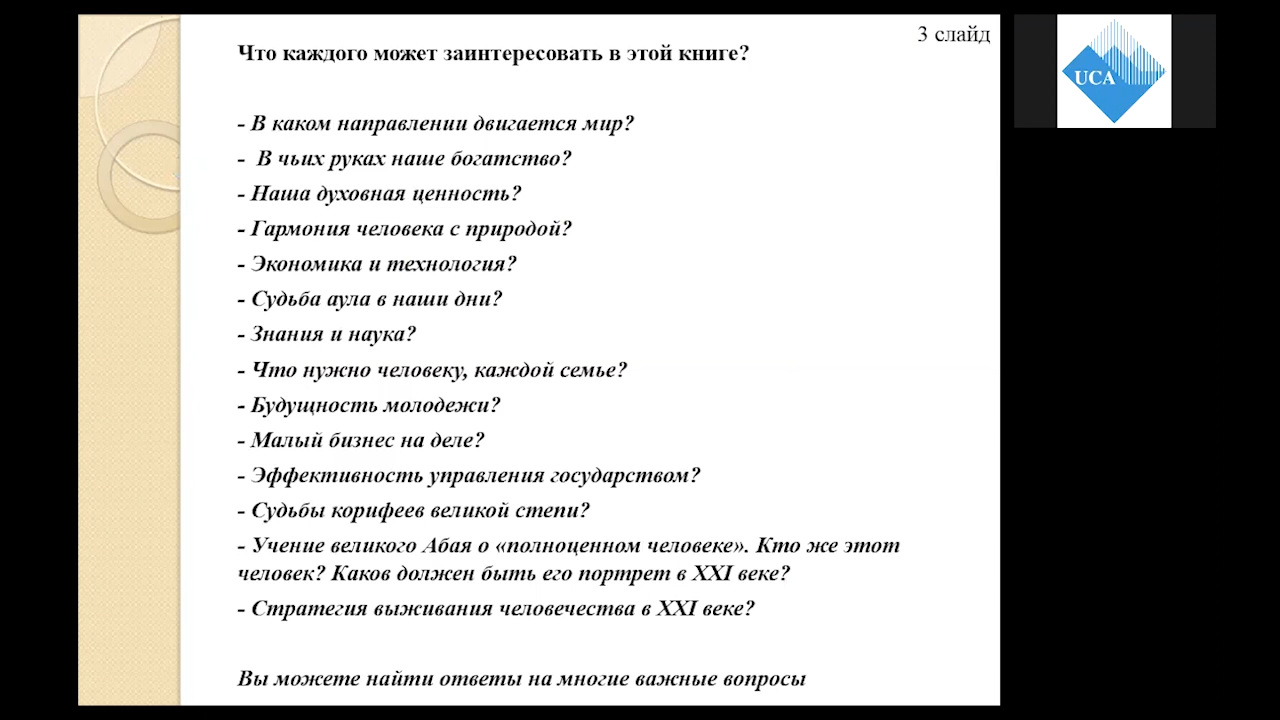 3 слайд
Что каждого может заинтересовать в этой книге?
- В каком направлении двигается мир?
- В чьих руках наше богатство?
- Наша духовная ценность?
- Гармония человека с природой?
- Экономика и технология?
- Судьба аула в наши дни?
- Знания и наука?
- Что нужно человеку, каждой семье?
- Будущность молодежи?
- Малый бизнес на деле?
- Эффективность управления государством?
- Судьбы корифеев великой степи?
- Учение великого Абая о «полноценном человеке». Кто же этот
человек? Каков должен быть его портрет в XXI веке?
- Стратегия выживания человечества в XXI веке?
Вы можете найти ответы на многие важные вопросы
UCA